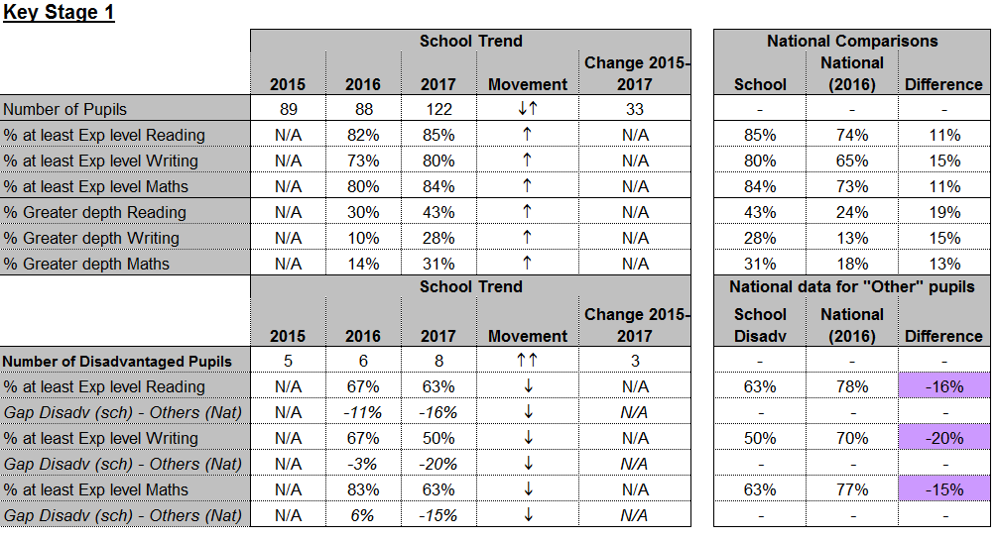 Key Stage 1
School Trend National Comparisons
2015 2016 2017 Movement Change 2015-2017 School National (2016) Difference
Number of Pupils 89 88 122 ↓↑ 33 - - -
% at least Exp level Reading N/A 82% 85% ↑ N/A 85% 74% 11%
% at least Exp level Writing N/A 73% 80% ↑ N/A 80% 65% 15%
% at least Exp level Maths N/A 80% 84% ↑ N/A 84% 73% 11%
% Greater depth Reading N/A 30% 43% ↑ N/A 43% 24% 19%
% Greater depth Writing N/A 10% 28% ↑ N/A 28% 13% 15%
% Greater depth Maths N/A 14% 31% ↑ N/A 31% 18% 13%
School Trend National data for "Other" pupils
2015 2016 2017 Movement Change 2015-2017 School Disadv National (2016) Difference
Number of Disadvantaged Pupils 5 6 8 ↑↑ 3 - - -
% at least Exp level Reading N/A 67% 63% ↓ N/A 63% 78% -16%
Gap Disadv (sch) - Others (Nat) N/A -11% -16% ↓ N/A - - -
% at least Exp level Writing N/A 67% 50% ↓ N/A 50% 70% -20%
Gap Disadv (sch) - Others (Nat) N/A -3% -20% ↓ N/A - - -
% at least Exp level Maths N/A 83% 63% ↓ N/A 63% 77% -15%
Gap Disadv (sch) - Others (Nat) N/A 6% -15% ↓ N/A - - -